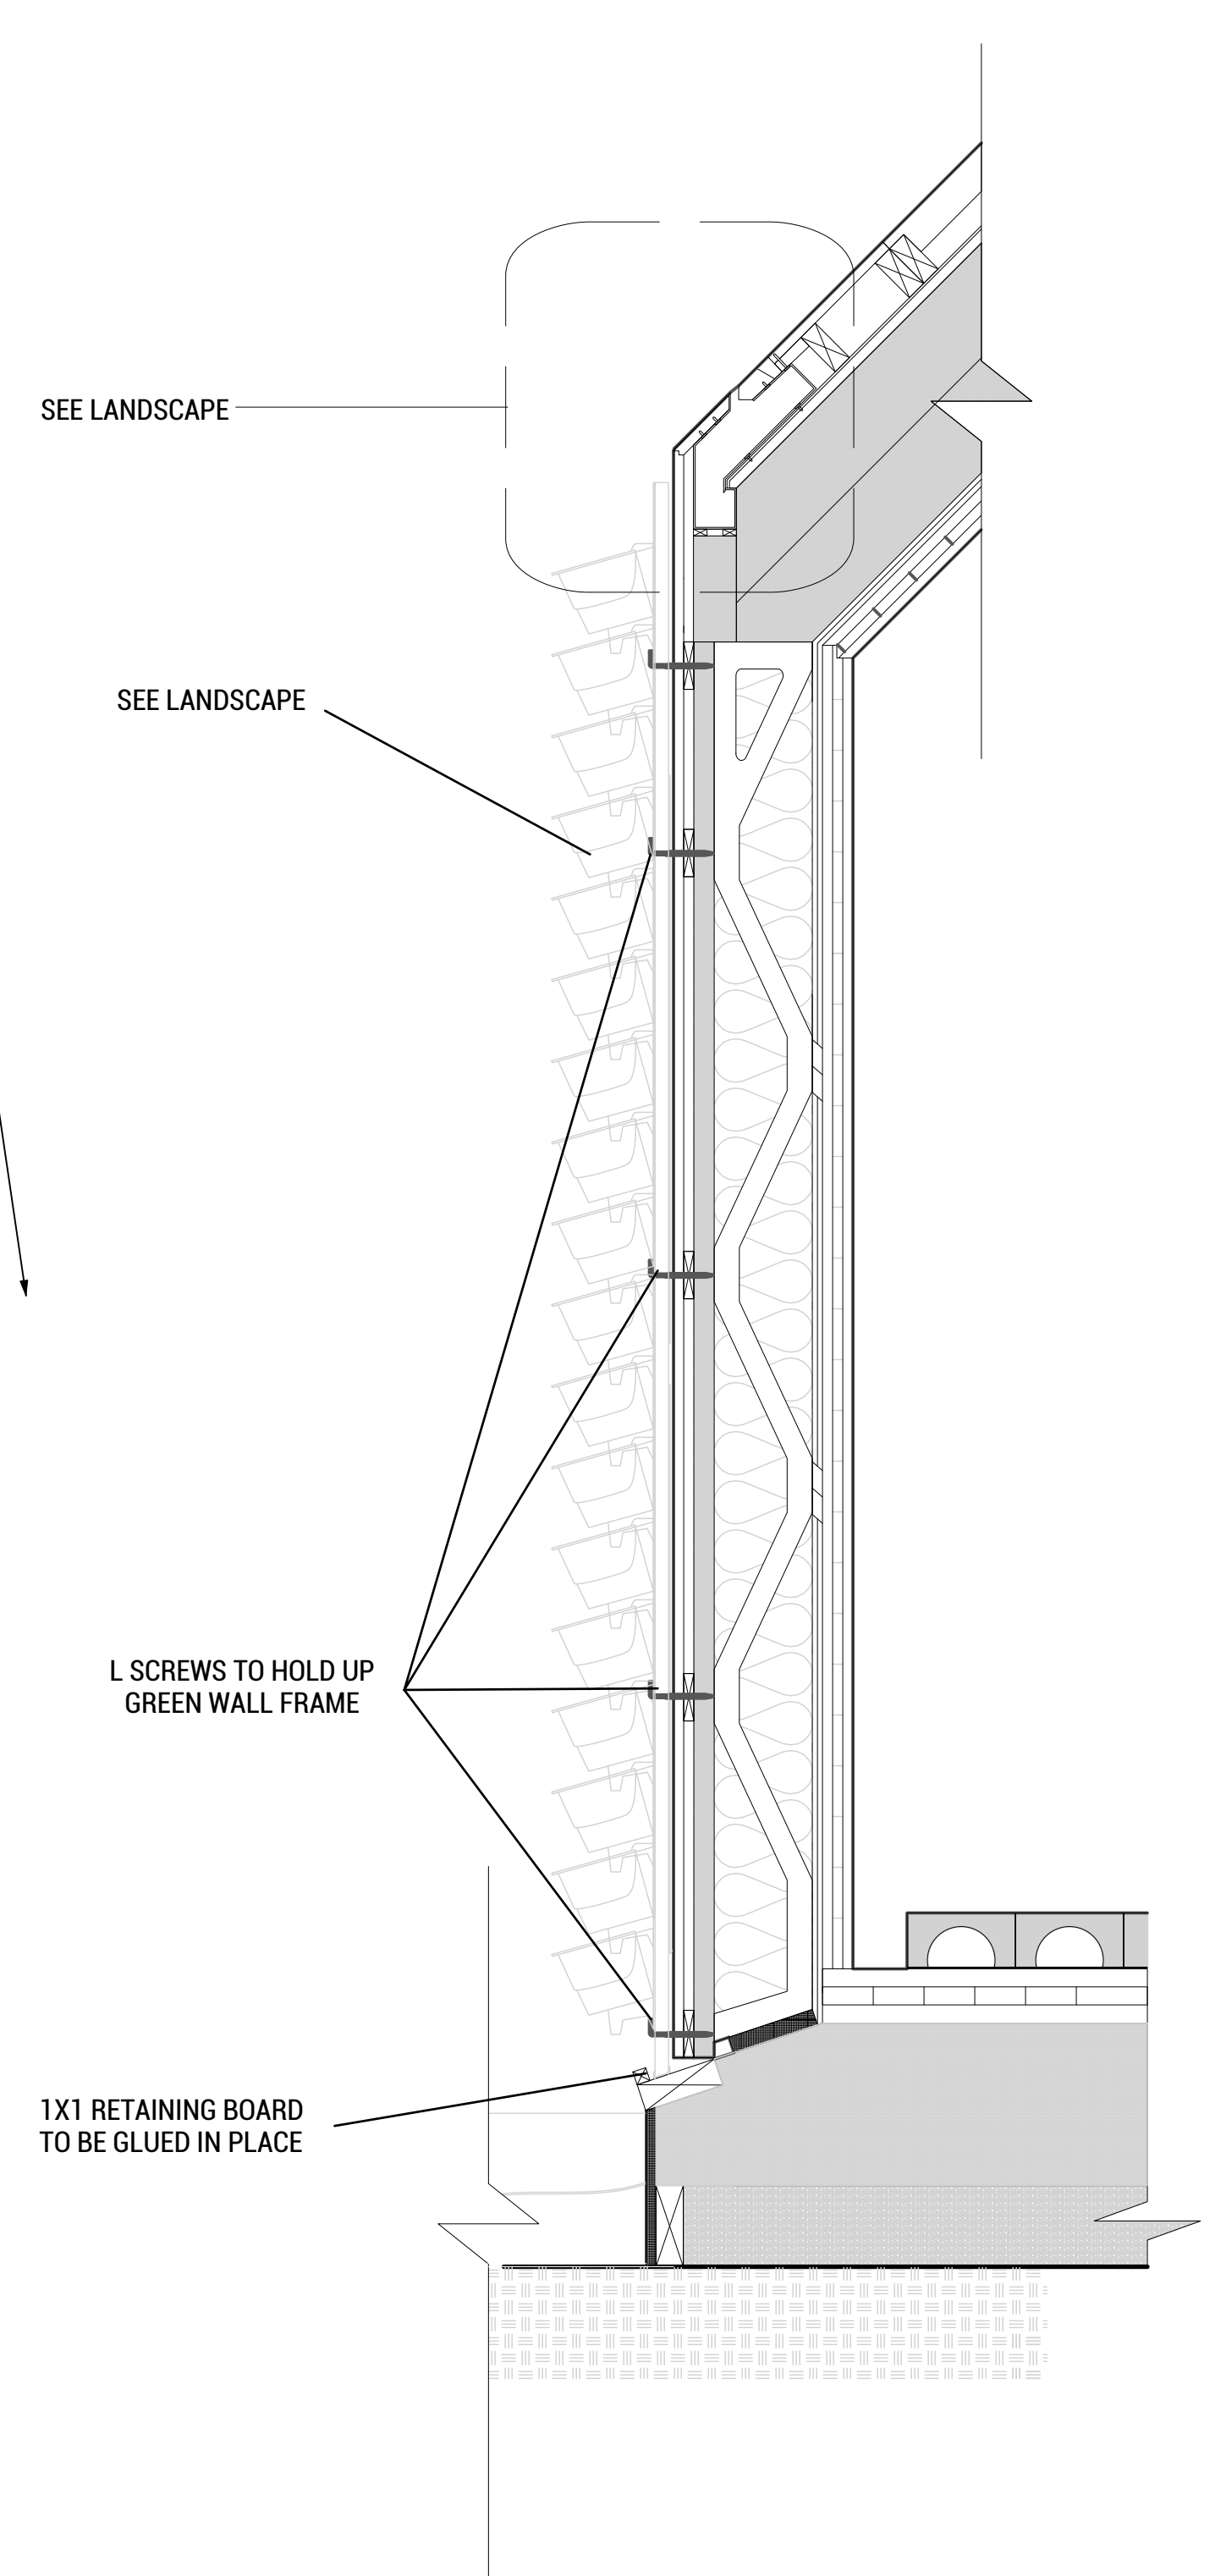 SEE LANDSCAPE
SEE LANDSCAPE
L SCREWS TO HOLD UP
GREEN WALL FRAME
1X1 RETAINING BOARD
TO BE GLUED IN PLACE